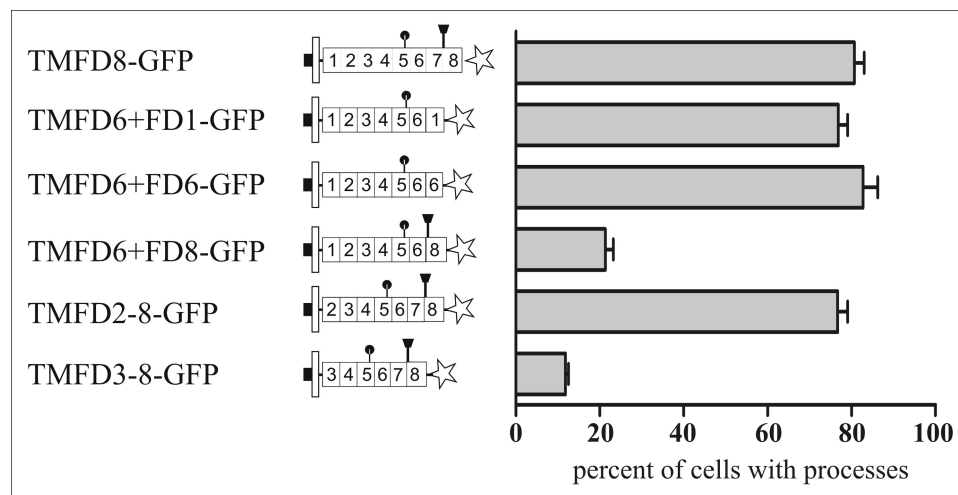 TMFD8-GFP 1 2 3 4 5 6 7 8
TMFD6+FD1-GFP 1 2 3 4 5 6 1
TMFD6+FD6-GFP 1 2 3 4 5 6 6
TMFD6+FD8-GFP 1 2 3 4 5 6 8
TMFD2-8-GFP 2 3 4 5 6 7 8
TMFD3-8-GFP 3 4 5 6 7 8
0 20 40 60 80 100
percent of cells with processes